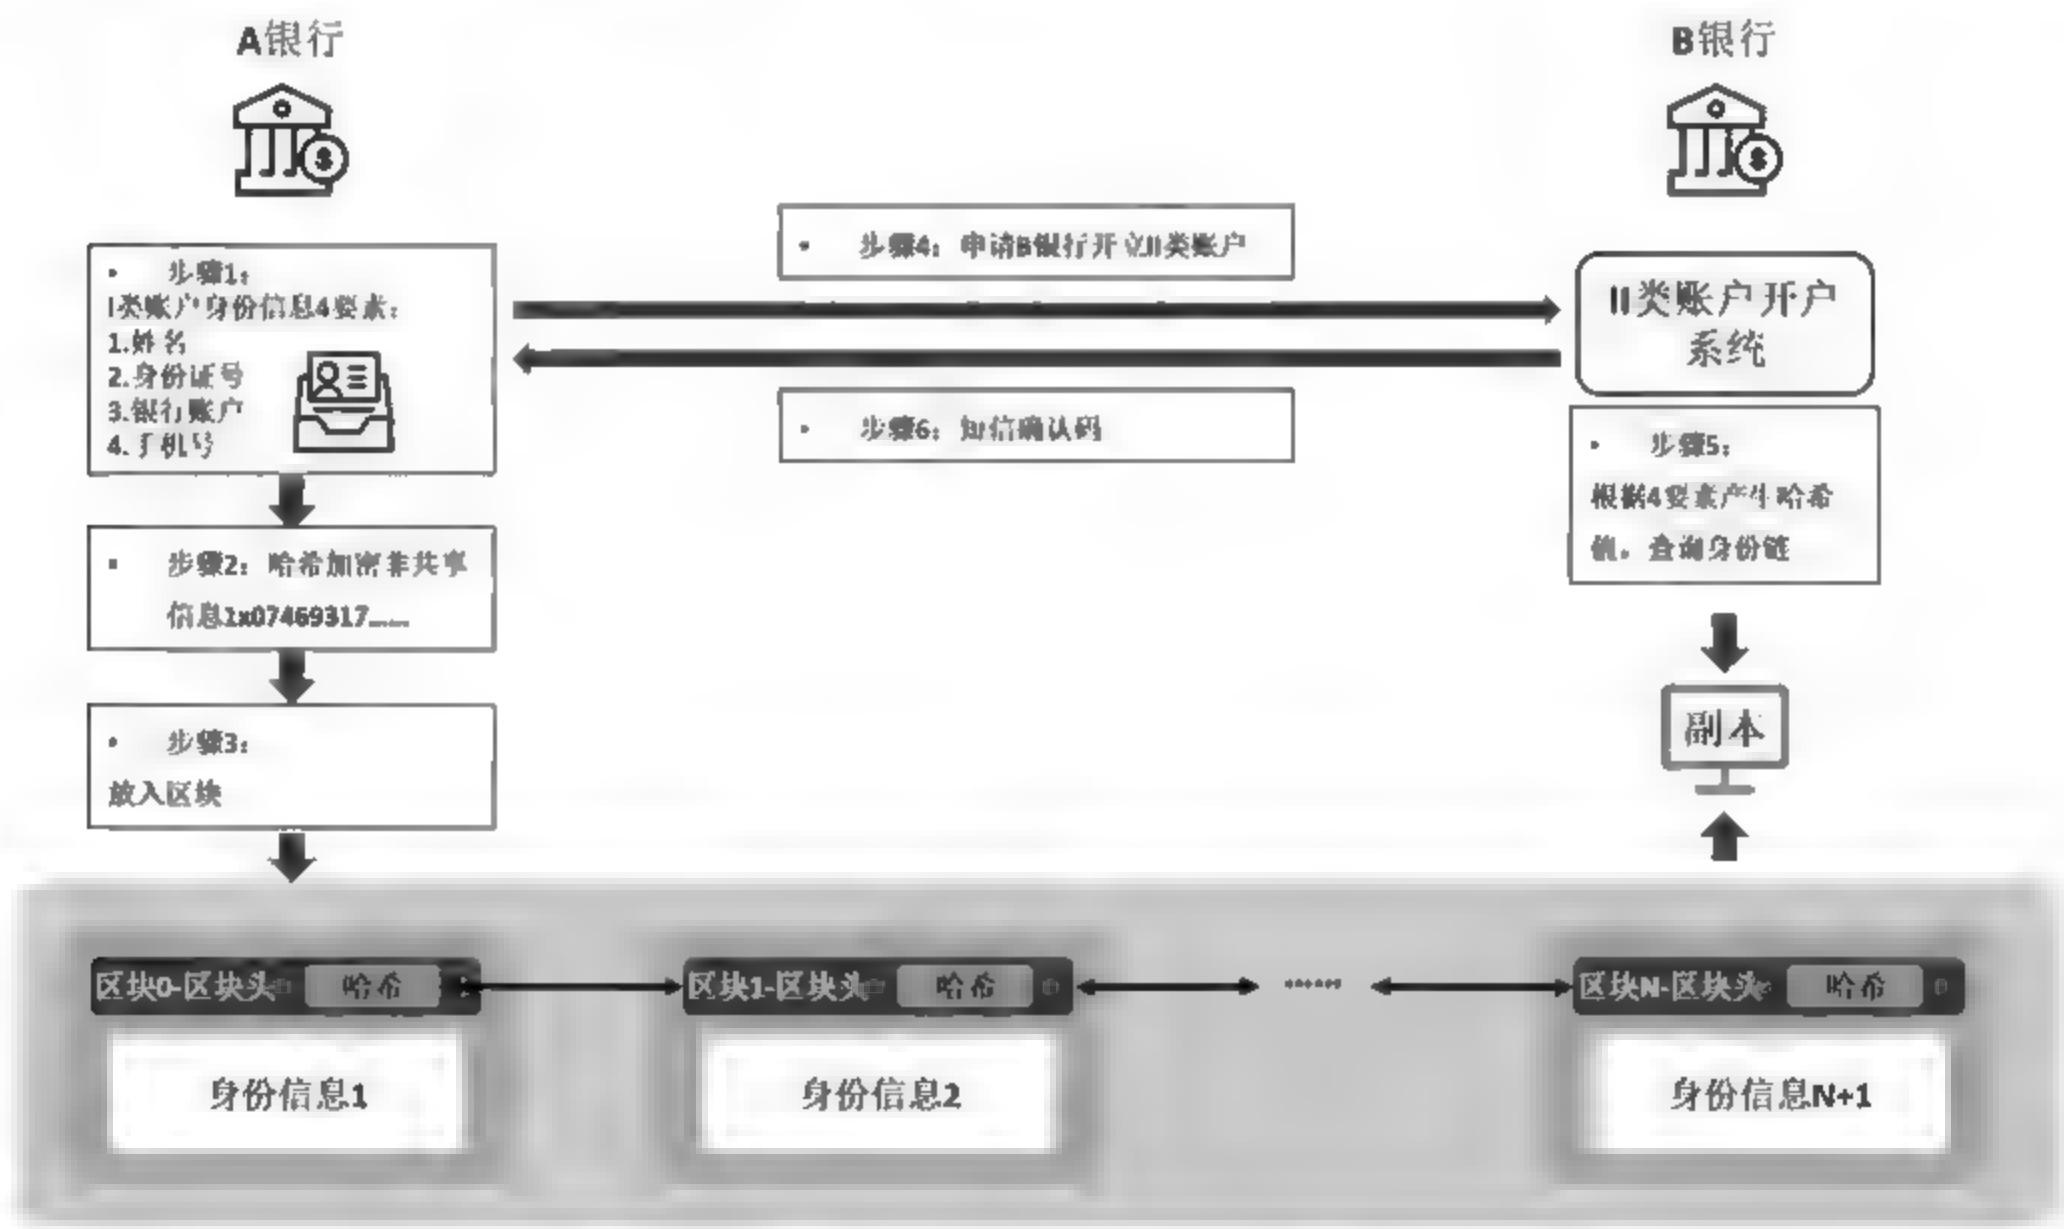 A银行
B银行
• 步骤1：
I类账户身份信息4要素：
1.姓名
2.身份证号
3.银行账户
4.手机号
• 步骤2：哈希加密非共享
信息1x07469317……
• 步骤3：
放入区块
• 步骤4：申请B银行开立II类账户
• 步骤6：短信确认码
II类账户开户
系统
• 步骤5：
根据4要素产生哈希
值，查询身份链
副本
区块0-区块头 哈希
区块1-区块头 哈希
……
区块N-区块头 哈希
身份信息1
身份信息2
身份信息N+1